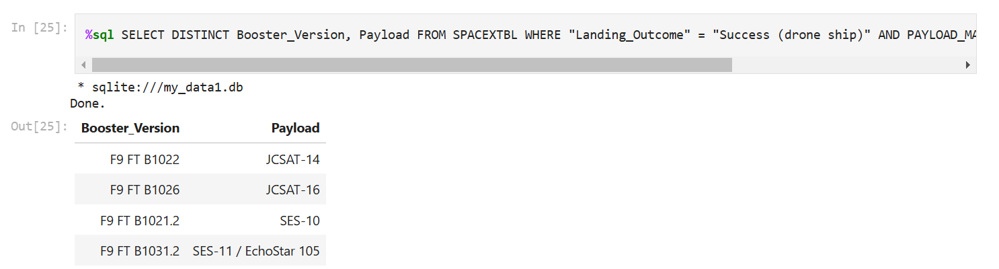 In [25]:
%sql SELECT DISTINCT Booster_Version, Payload FROM SPACEXTBL WHERE "Landing_Outcome" = "Success (drone ship)" AND PAYLOAD_MA
* sqlite:///my_data1.db
Done.
Out[25]:
Booster_Version Payload
F9 FT B1022 JCSAT-14
F9 FT B1026 JCSAT-16
F9 FT B1021.2 SES-10
F9 FT B1031.2 SES-11 / EchoStar 105